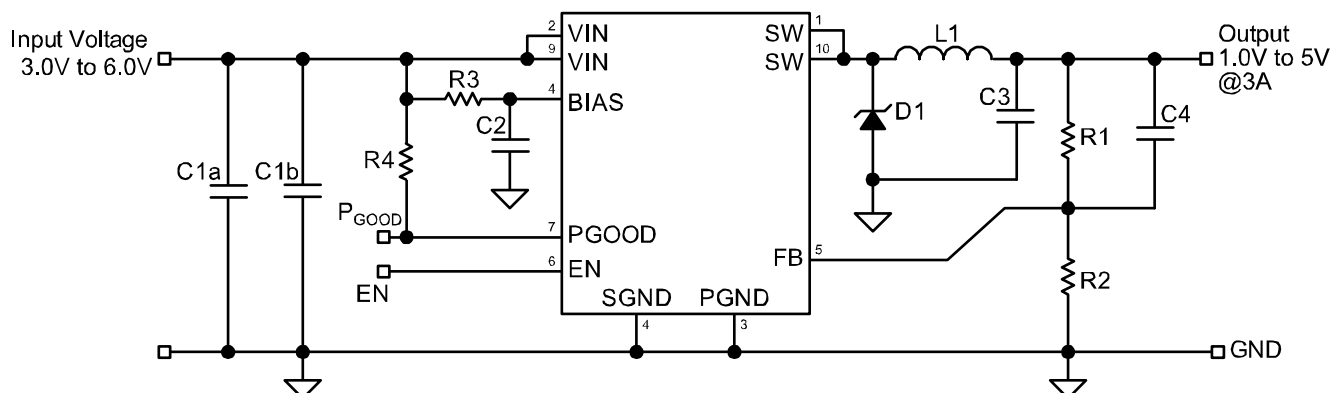 Input Voltage
3.0V to 6.0V
2
VIN
9
VIN
R3
4
BIAS
C2
R4
C1a
C1b
PGOOD
7
PGOOD
6
EN
EN
SGND
PGND
4
3
1
SW
10
SW
L1
Output
1.0V to 5V
@3A
D1
C3
R1
C4
5
FB
R2
GND